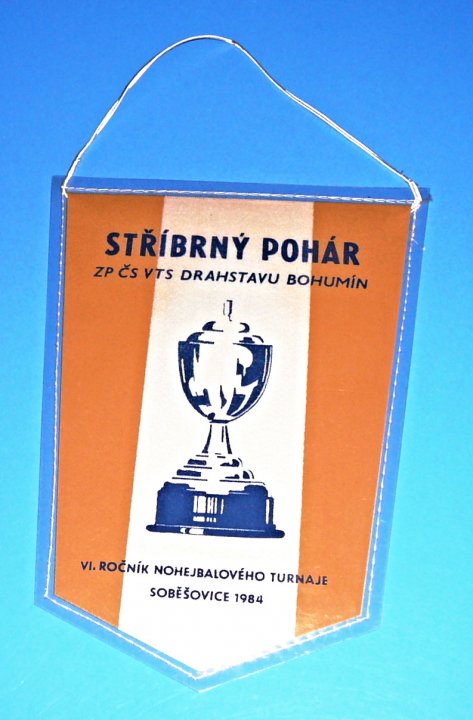 STŘÍBRNÝ POHÁR
ZP ČS VTS DRAHSTAVU BOHUMÍN
VI. ROČNÍK NOHEJBALOVÉHO TURNAJE
SOBĚŠOVICE 1984